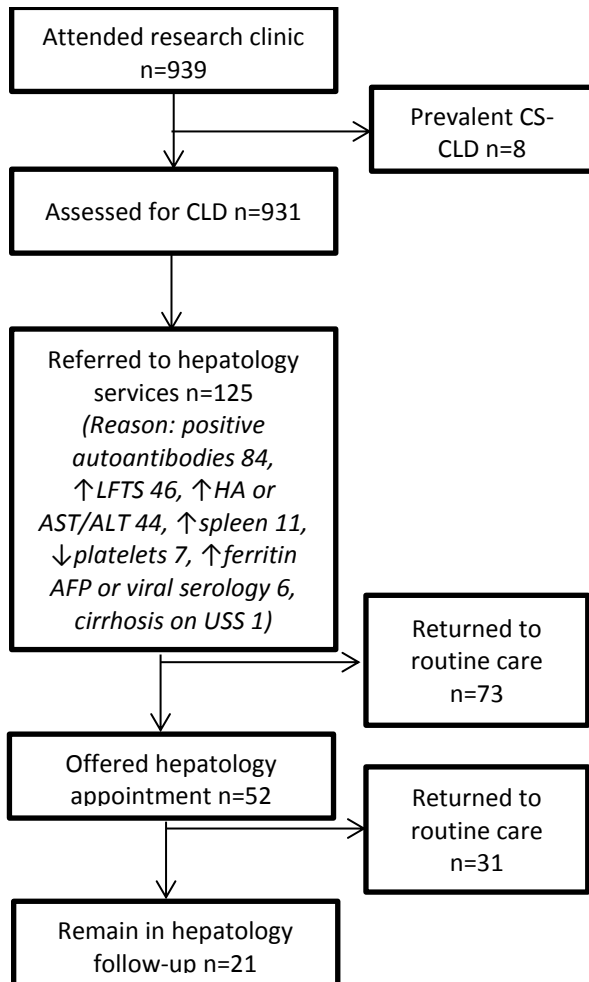 Attended research clinic
n=939
Prevalent CS-
CLD n=8
Assessed for CLD n=931
Referred to hepatology
services n=125
(Reason: positive
autoantibodies 84,
↑LFTS 46, ↑HA or
AST/ALT 44, ↑spleen 11,
↓platelets 7, ↑ferritin
AFP or viral serology 6,
cirrhosis on USS 1)
Returned to
routine care
n=73
Offered hepatology
appointment n=52
Returned to
routine care
n=31
Remain in hepatology
follow-up n=21